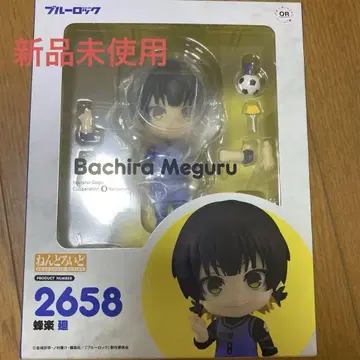 ブルーロック
新品未使用
OR
Bachira Meguru
ねんどろいど
PRODUCT NUMBER
2658
蜂楽 廻